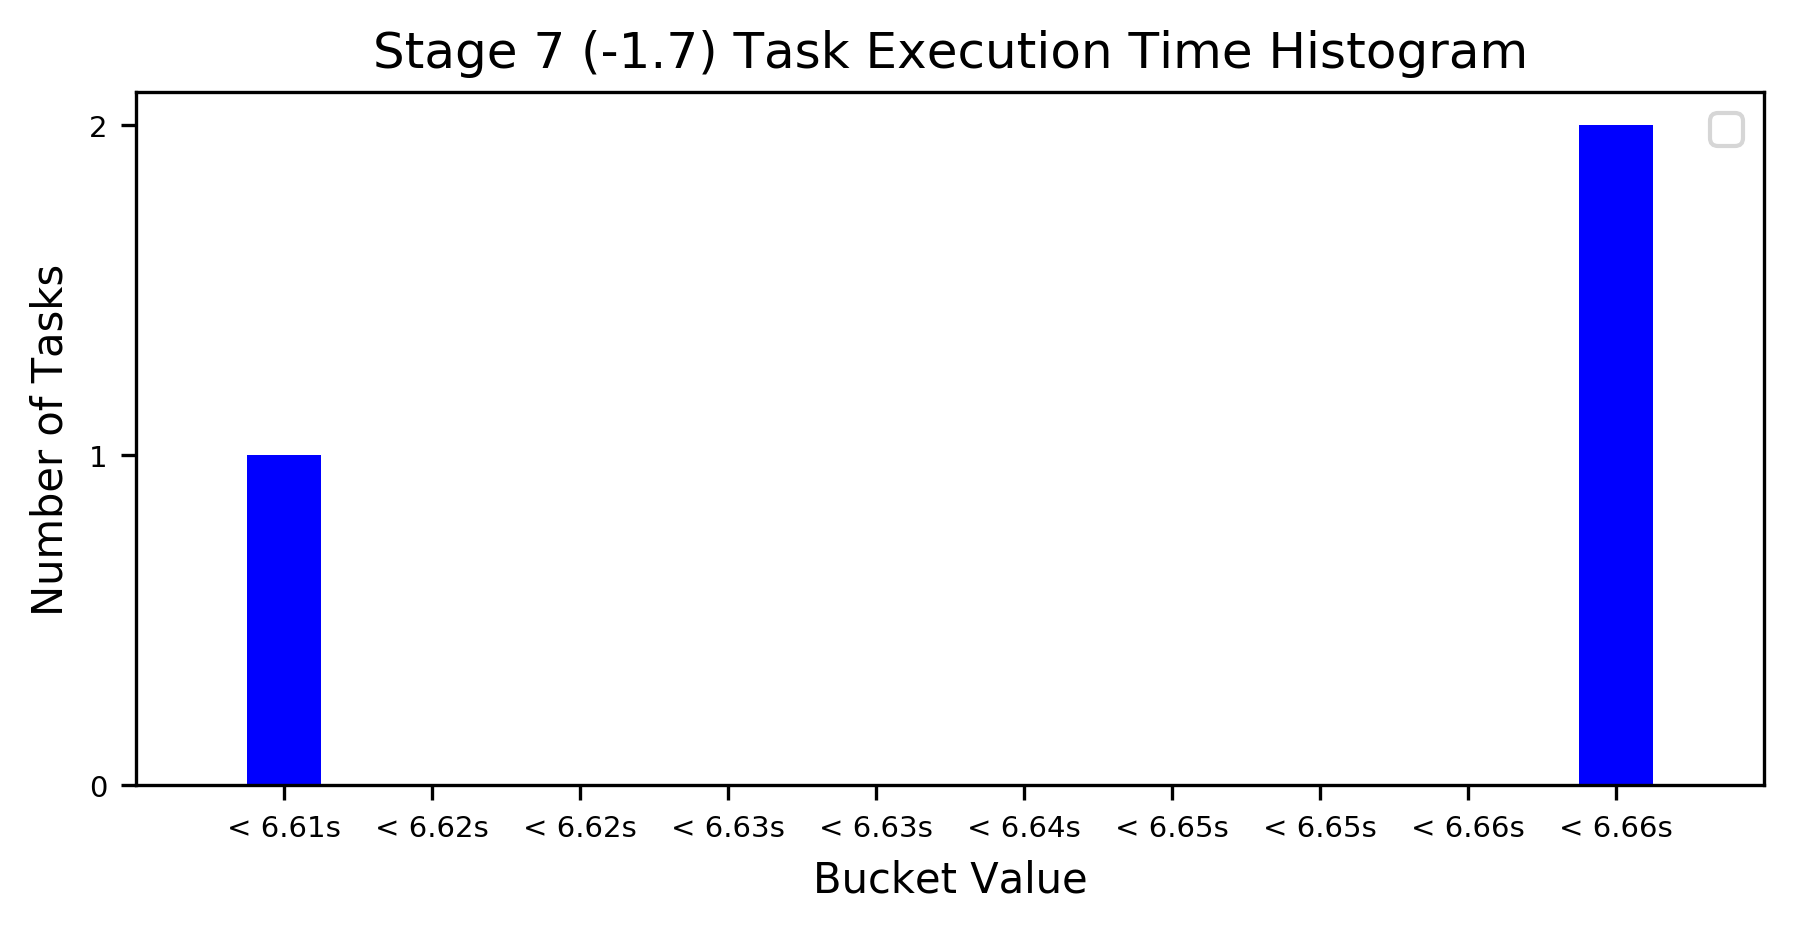 Stage 7 (-1.7) Task Execution Time Histogram
Number of Tasks
2
1
0
< 6.61s < 6.62s < 6.62s < 6.63s < 6.63s < 6.64s < 6.65s < 6.65s < 6.66s < 6.66s
Bucket Value